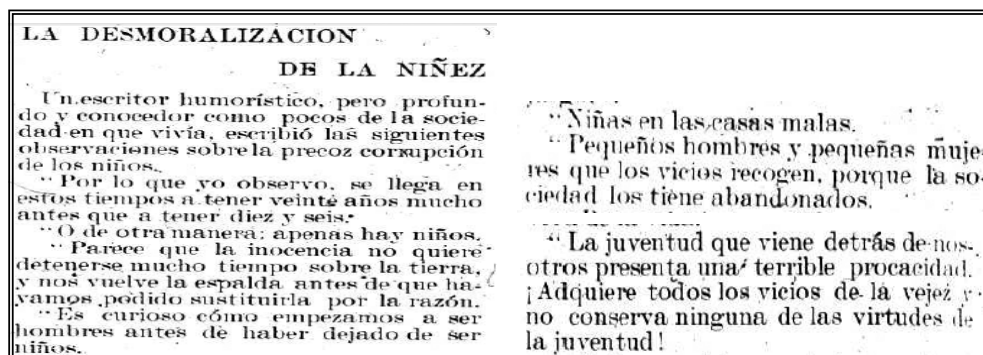 LA DESMORALIZACION
DE LA NIÑEZ
Un escritor humorístico, pero profun-
do y conocedor como pocos de la socie-
dad en que vivía, escribió las siguientes
observaciones sobre la precoz corrupción
de los niños.
“Por lo que yo observo, se llega en
estos tiempos a tener veinte años mucho
antes que a tener diez y seis.
“O de otra manera: apenas hay niños.
“Parece que la inocencia no quiere
detenerse mucho tiempo sobre la tierra,
y nos vuelve la espalda antes de que ha-
yamos podido sustituirla por la razón.
“Es curioso cómo empezamos a ser
hombres antes de haber dejado de ser
niños.
“Niñas en las casas malas.
“Pequeños hombres y pequeñas muje-
res que los vicios recogen, porque la so-
ciedad los tiene abandonados.
“La juventud que viene detrás de nos-
otros presenta una terrible procacidad.
¡Adquiere todos los vicios de la vejez y
no conserva ninguna de las virtudes de
la juventud!